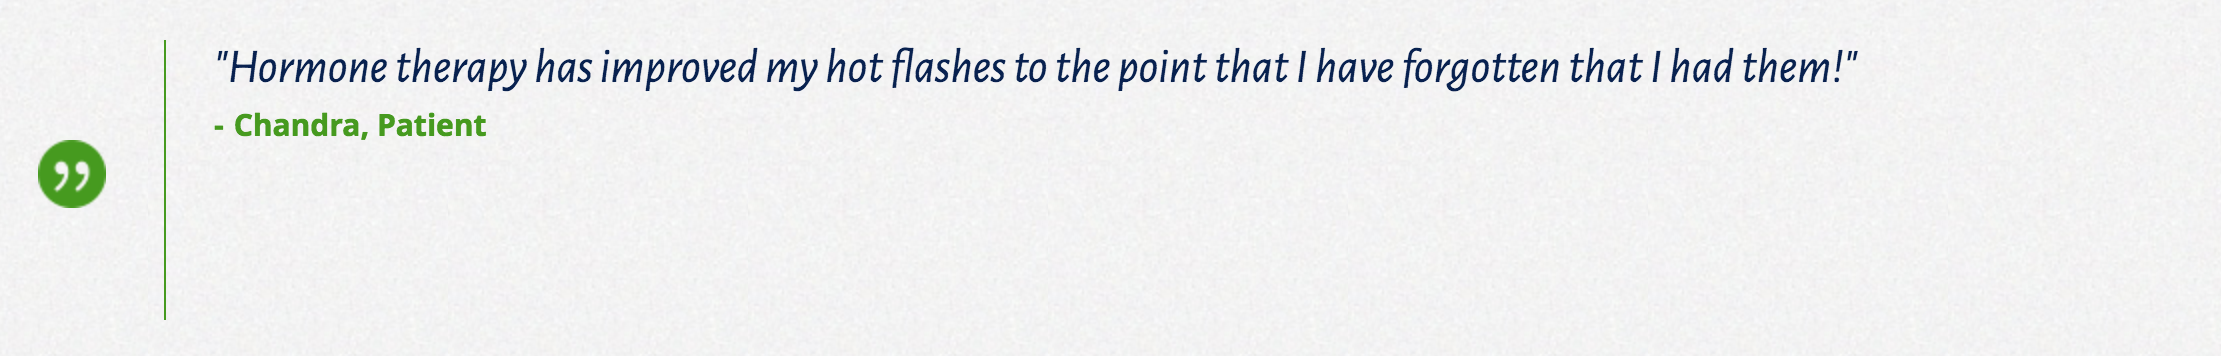 "Hormone therapy has improved my hot flashes to the point that I have forgotten that I had them!"
- Chandra, Patient